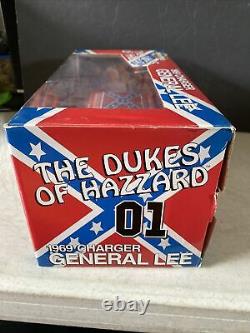 GENERAL LEE
THE DUKES
OF HAZZARD
01
1969 CHARGER
GENERAL LEE